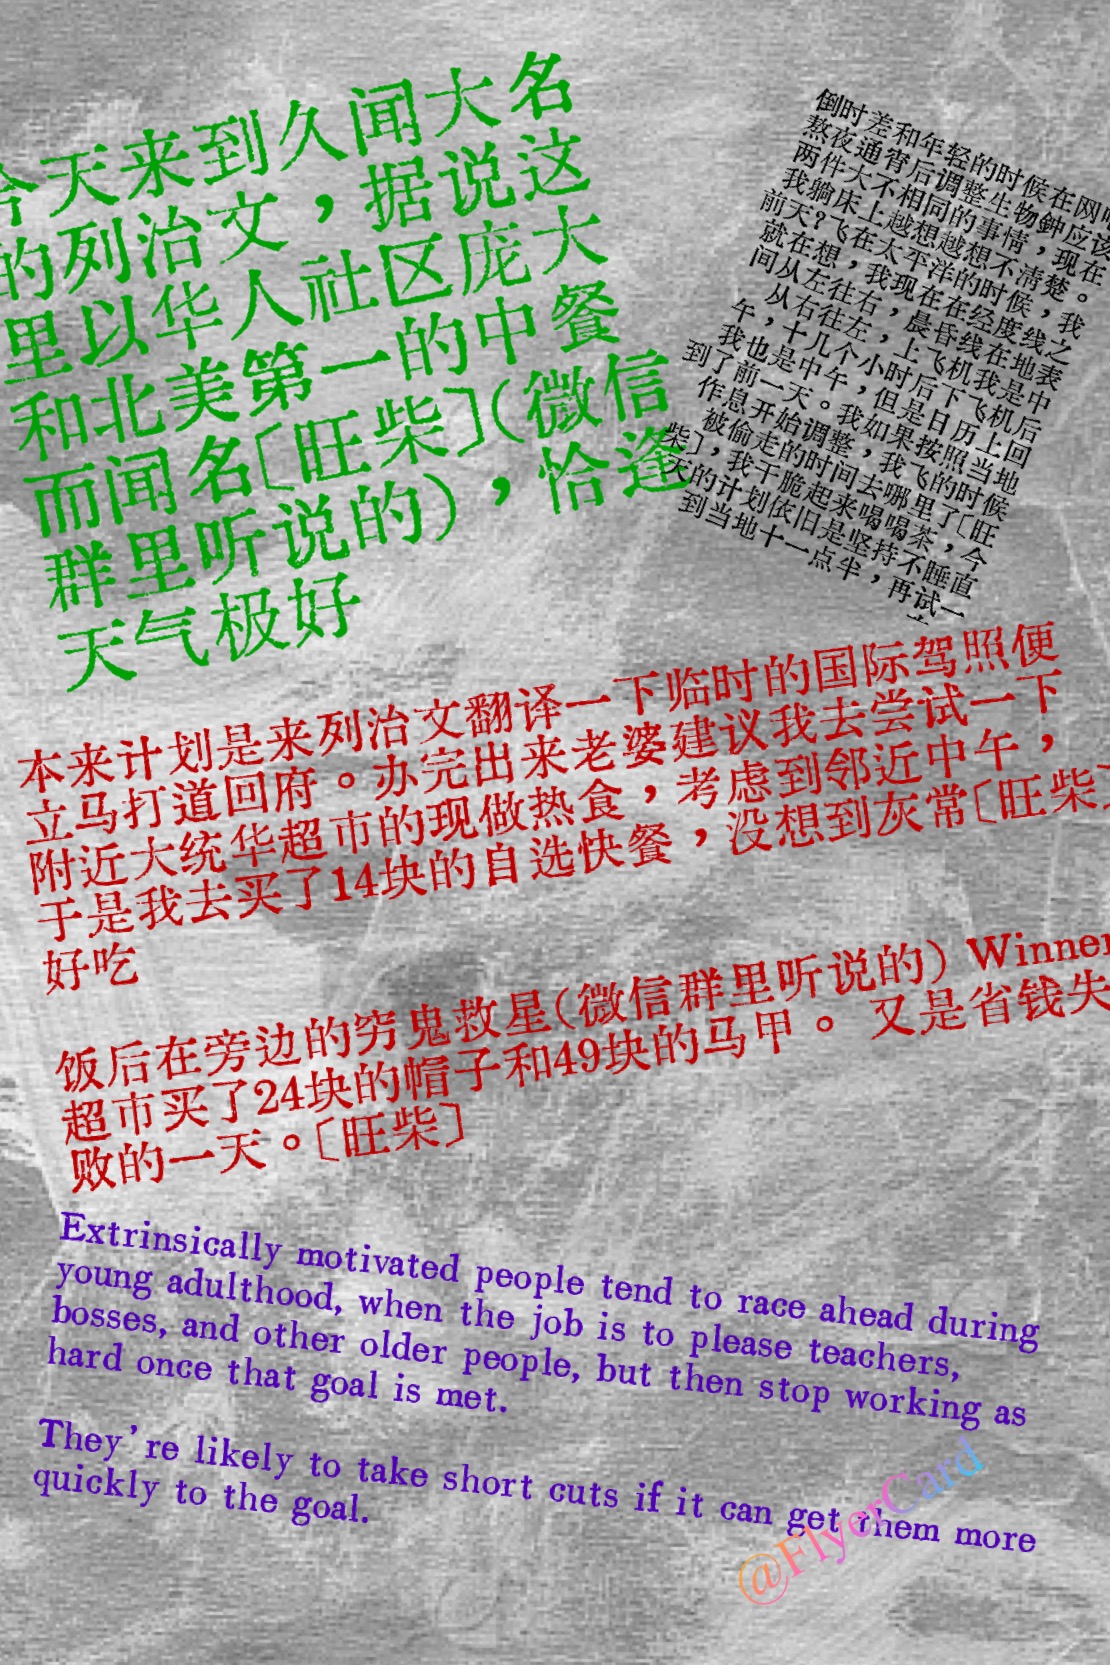 今天来到久闻大名
的列治文，据说这
里以华人社区庞大
和北美第一的中餐
而闻名[旺柴](微信
群里听说的)，恰逢
天气极好
倒时差和年轻的时候在网吧
熬夜通宵后调整生物鈡应该
两件大不相同的事情，现在
我躺床上越想越想不清楚。
前天?飞在太平洋的时候，我
就在想，我现在在经度线之
间从左往右，晨昏线在地表
从右往左，上飞机我是中
午，十几个小时后下飞机后
我也是中午，但是日历上回
到了前一天。我如果按照当地
作息开始调整，我飞的时候
被偷走的时间去哪里了[旺
柴]，我干脆起来喝喝茶，今
天的计划依旧是坚持不睡直
到当地十一点半，再试一
本来计划是来列治文翻译一下临时的国际驾照便
立马打道回府。办完出来老婆建议我去尝试一下
附近大统华超市的现做热食，考虑到邻近中午，
于是我去买了14块的自选快餐，没想到灰常[旺柴]
好吃
饭后在旁边的穷鬼救星(微信群里听说的) Winner
超市买了24块的帽子和49块的马甲。 又是省钱失
败的一天。[旺柴]
Extrinsically motivated people tend to race ahead during
young adulthood, when the job is to please teachers,
bosses, and other older people, but then stop working as
hard once that goal is met.
They're likely to take short cuts if it can get them more
quickly to the goal.
@FlyerCard